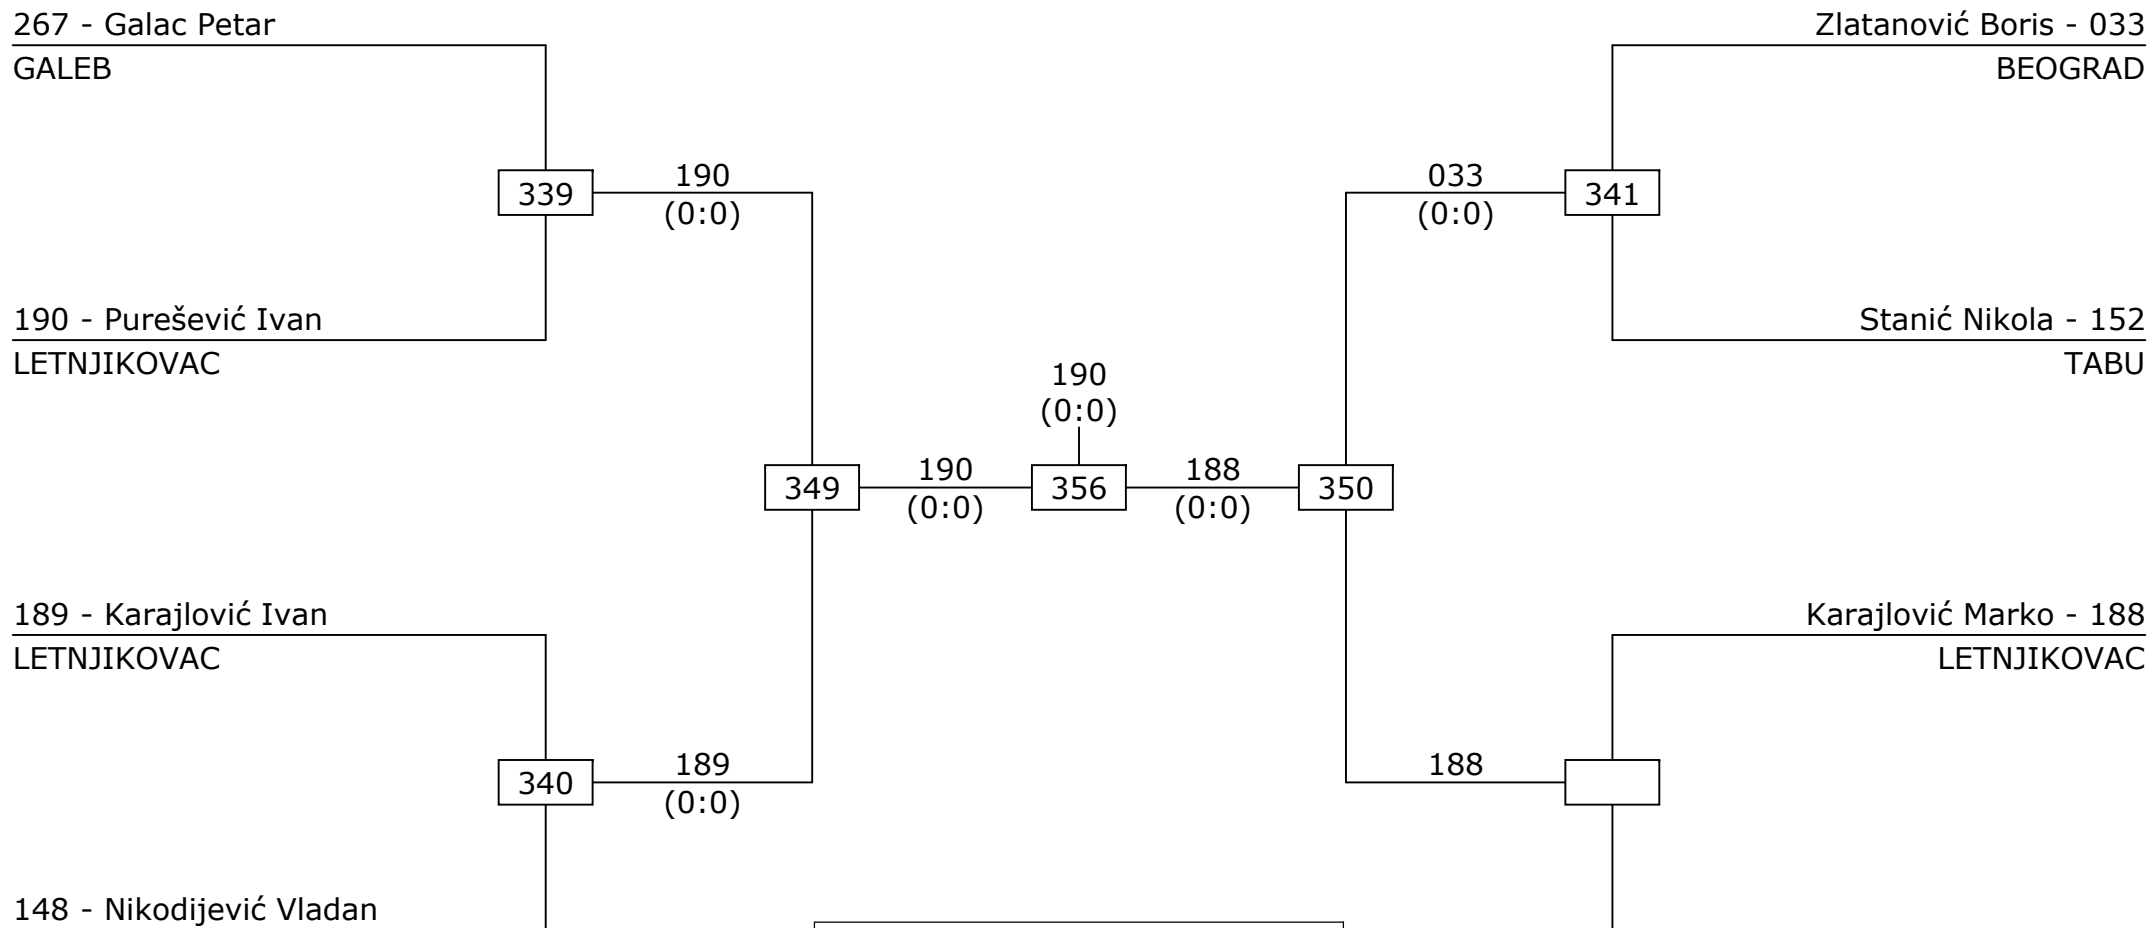 267 - Galac Petar
GALEB
Zlatanović Boris - 033
BEOGRAD
339
190
(0:0)
033
(0:0)
341
190 - Purešević Ivan
LETNJIKOVAC
Stanić Nikola - 152
TABU
190
(0:0)
349
190
(0:0)
356
188
(0:0)
350
189 - Karajlović Ivan
LETNJIKOVAC
Karajlović Marko - 188
LETNJIKOVAC
340
189
(0:0)
188
148 - Nikodijević Vladan